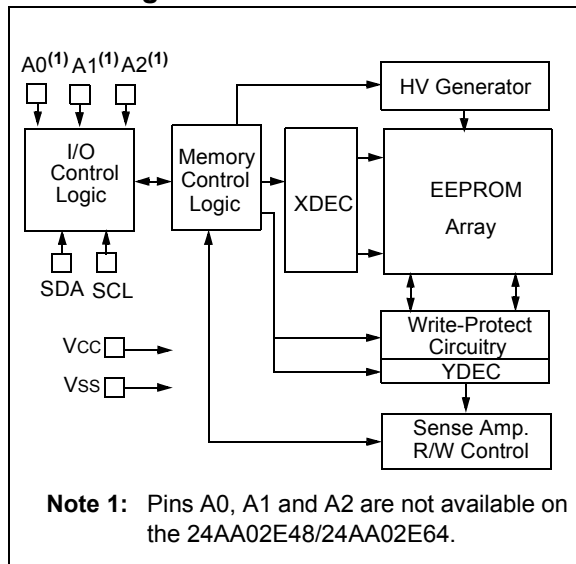 A0(1) A1(1) A2(1)
HV Generator
I/O
Control
Logic
Memory
Control
Logic
XDEC
EEPROM
Array
SDA SCL
Write-Protect
Circuitry
YDEC
VCC
VSS
Sense Amp.
R/W Control
Note 1: Pins A0, A1 and A2 are not available on
the 24AA02E48/24AA02E64.